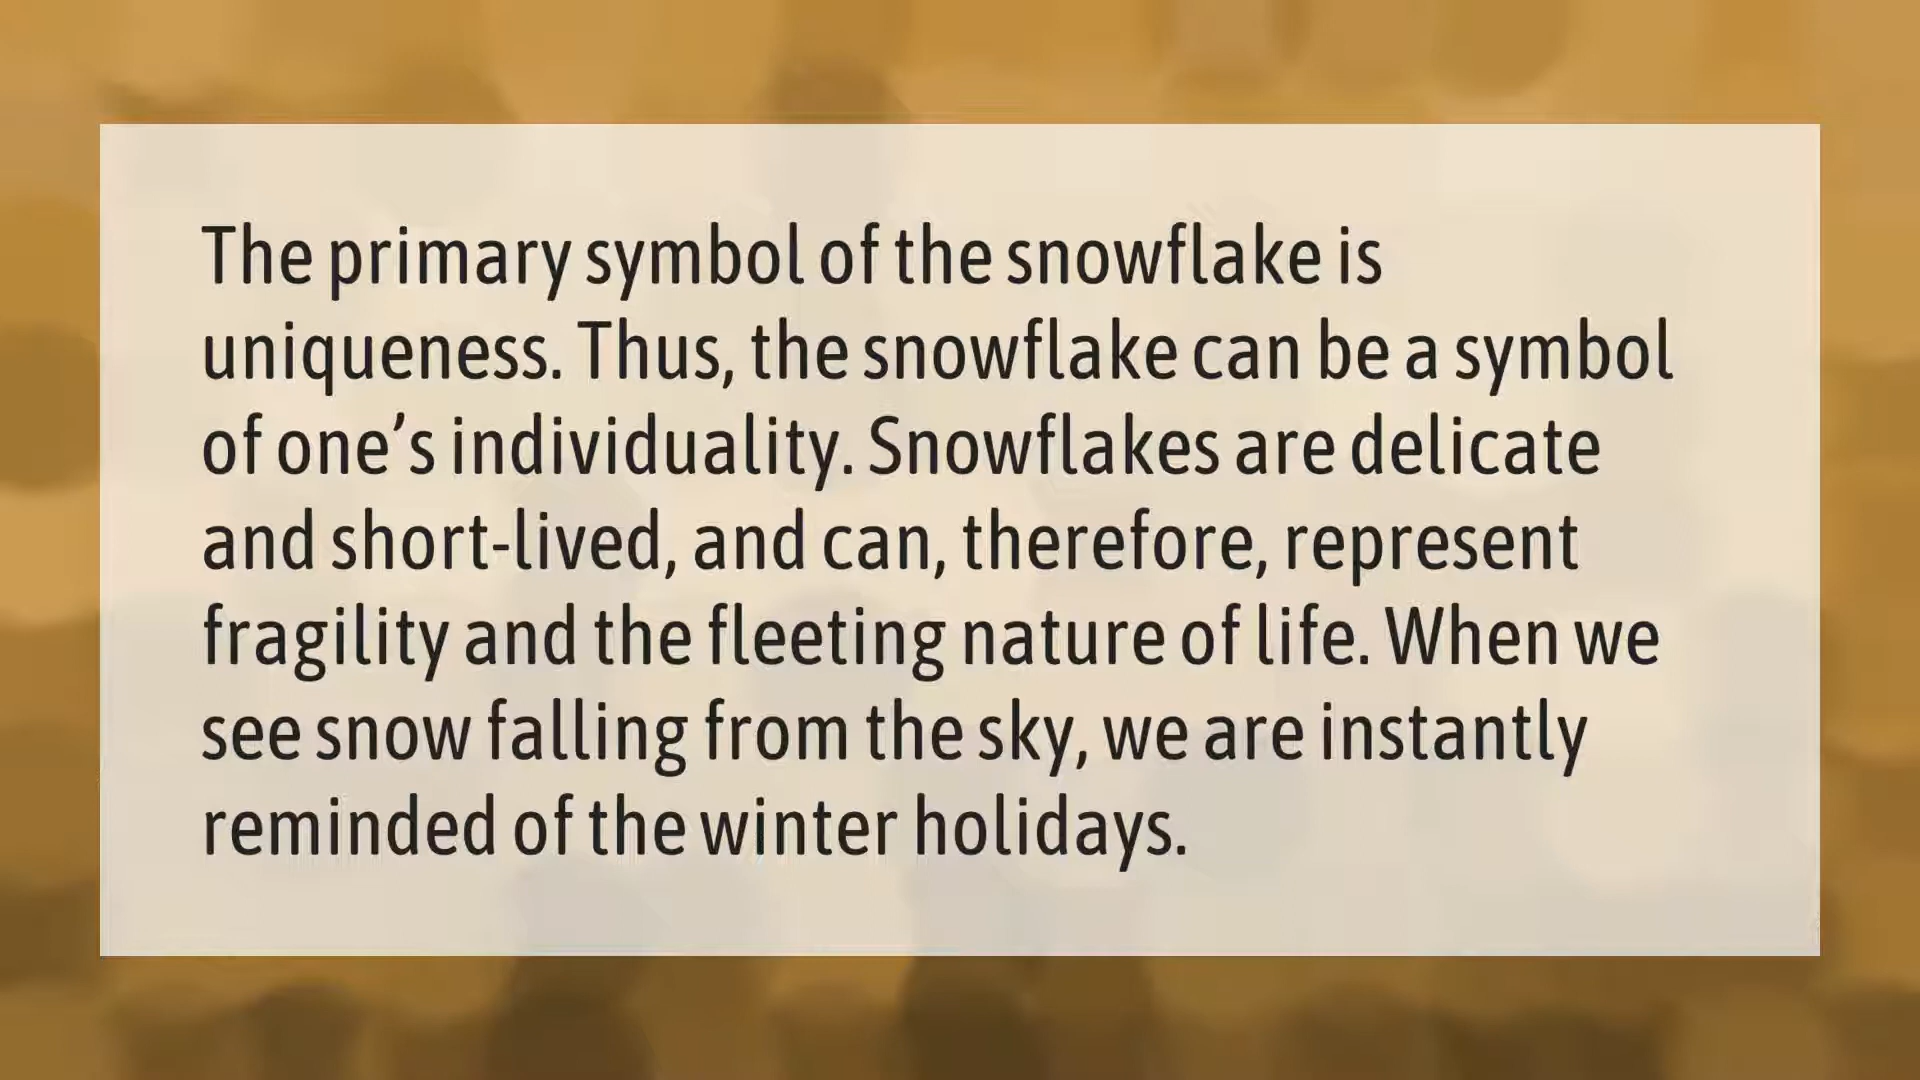 The primary symbol of the snowflake is
uniqueness. Thus, the snowflake can be a symbol
of one’s individuality. Snowflakes are delicate
and short-lived, and can, therefore, represent
fragility and the fleeting nature of life. When we
see snow falling from the sky, we are instantly
reminded of the winter holidays.